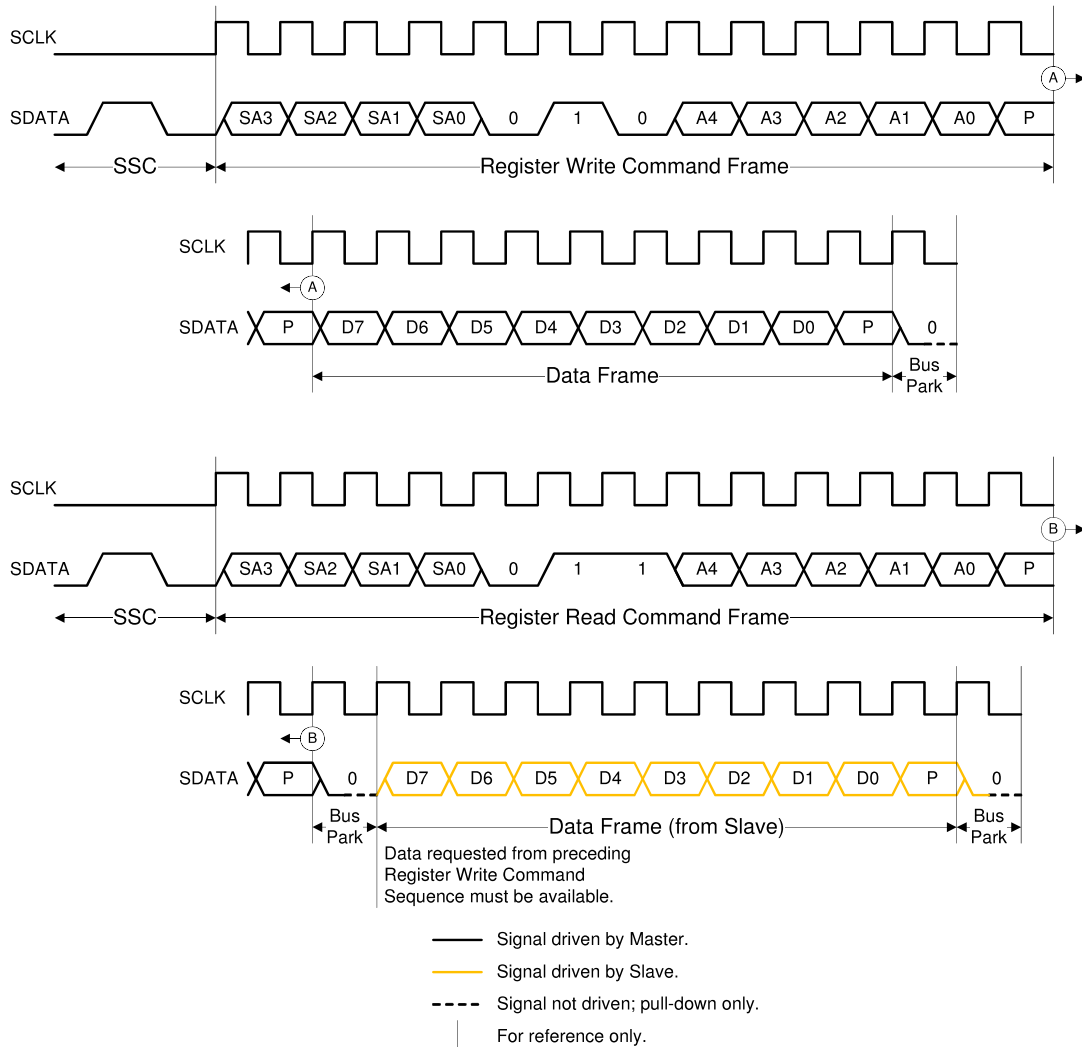 SCLK
A
SDATA SA3 SA2 SA1 SA0 0 1 0 A4 A3 A2 A1 A0 P
SSC Register Write Command Frame
SCLK
A
SDATA P D7 D6 D5 D4 D3 D2 D1 D0 P 0
Data Frame Bus
Park
SCLK
B
SDATA SA3 SA2 SA1 SA0 0 1 1 A4 A3 A2 A1 A0 P
SSC Register Read Command Frame
SCLK
B
SDATA P 0 D7 D6 D5 D4 D3 D2 D1 D0 P 0
Bus
Park Data Frame (from Slave) Bus
Park
Data requested from preceding
Register Write Command
Sequence must be available.
Signal driven by Master.
Signal driven by Slave.
Signal not driven; pull-down only.
For reference only.